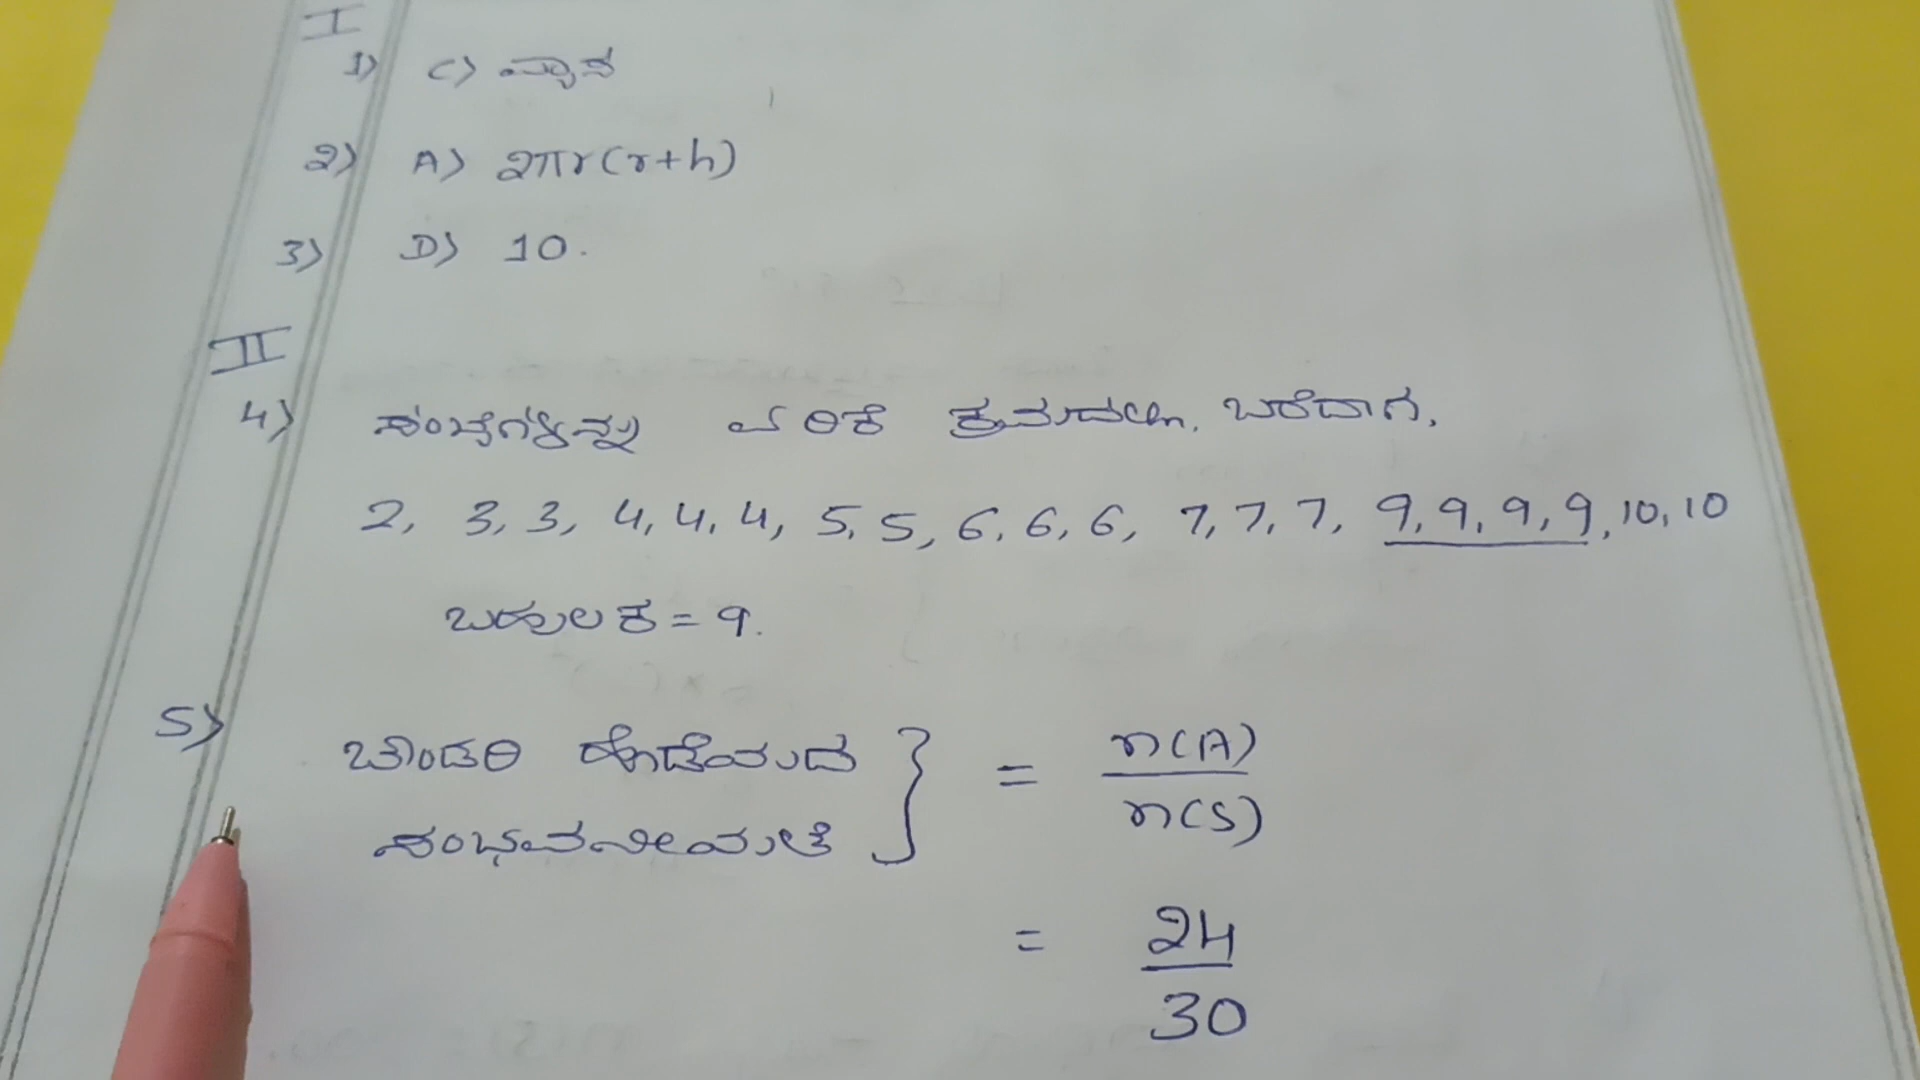 I
1) C) ವ್ಯಾಸ
2) A) 2πr(r+h)
3) D) 10.
II
4) ಸಂಖ್ಯೆಗಳನ್ನು ಏರಿಕೆ ಕ್ರಮದಲ್ಲಿ ಬರೆದಾಗ,
2, 3, 3, 4, 4, 4, 5, 5, 6, 6, 6, 7, 7, 7, 9, 9, 9, 9, 10, 10
ಬಹುಲಕ = 9.
5) ಬೌಂಡರಿ ಹೊಡೆಯದ } = n(A)/n(S)
ಸಂಭವನೀಯತೆ
= 24/30